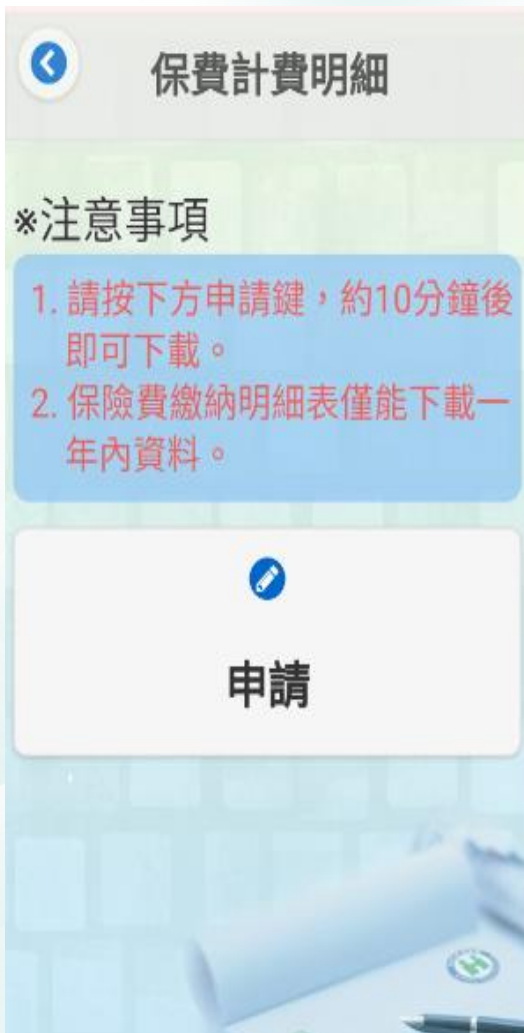 保費計費明細
※注意事項
1. 請按下方申請鍵，約10分鐘後
即可下載。
2. 保險費繳納明細表僅能下載一
年內資料。
申請